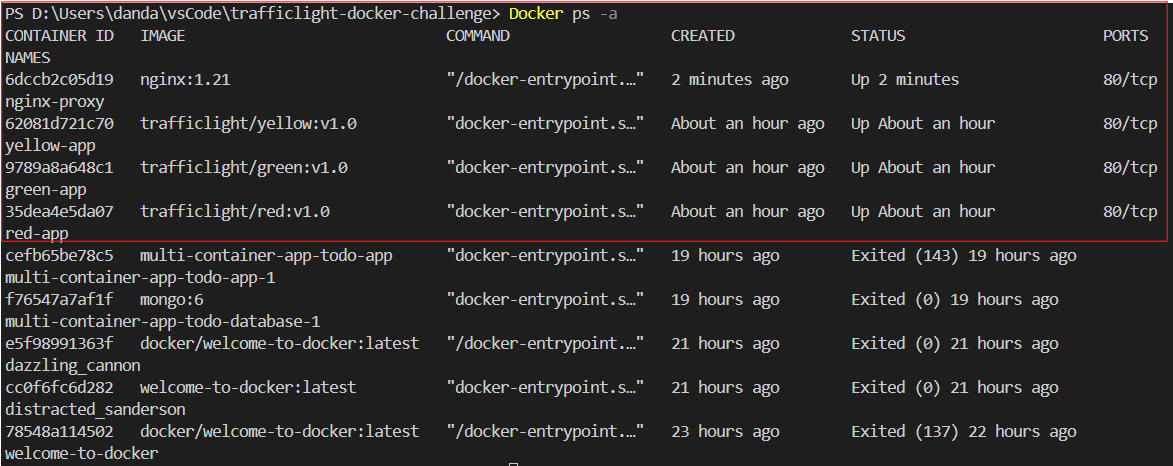 PS D:\Users\danda\vsCode\trafficlight-docker-challenge> Docker ps -a
CONTAINER ID   IMAGE                             COMMAND                  CREATED             STATUS                      PORTS
NAMES
6dccb2c05d19   nginx:1.21                        "/docker-entrypoint.…"   2 minutes ago       Up 2 minutes                80/tcp
nginx-proxy
62081d721c70   trafficlight/yellow:v1.0          "docker-entrypoint.s…"   About an hour ago   Up About an hour            80/tcp
yellow-app
9789a8a648c1   trafficlight/green:v1.0           "docker-entrypoint.s…"   About an hour ago   Up About an hour            80/tcp
green-app
35dea4e5da07   trafficlight/red:v1.0             "docker-entrypoint.s…"   About an hour ago   Up About an hour            80/tcp
red-app
cefb65be78c5   multi-container-app-todo-app      "docker-entrypoint.s…"   19 hours ago        Exited (143) 19 hours ago
multi-container-app-todo-app-1
f76547a7af1f   mongo:6                           "docker-entrypoint.s…"   19 hours ago        Exited (0) 19 hours ago
multi-container-app-todo-database-1
e5f98991363f   docker/welcome-to-docker:latest   "/docker-entrypoint.…"   21 hours ago        Exited (0) 21 hours ago
dazzling_cannon
cc0f6fc6d282   welcome-to-docker:latest          "docker-entrypoint.s…"   21 hours ago        Exited (0) 21 hours ago
distracted_sanderson
78548a114502   docker/welcome-to-docker:latest   "/docker-entrypoint.…"   23 hours ago        Exited (137) 22 hours ago
welcome-to-docker